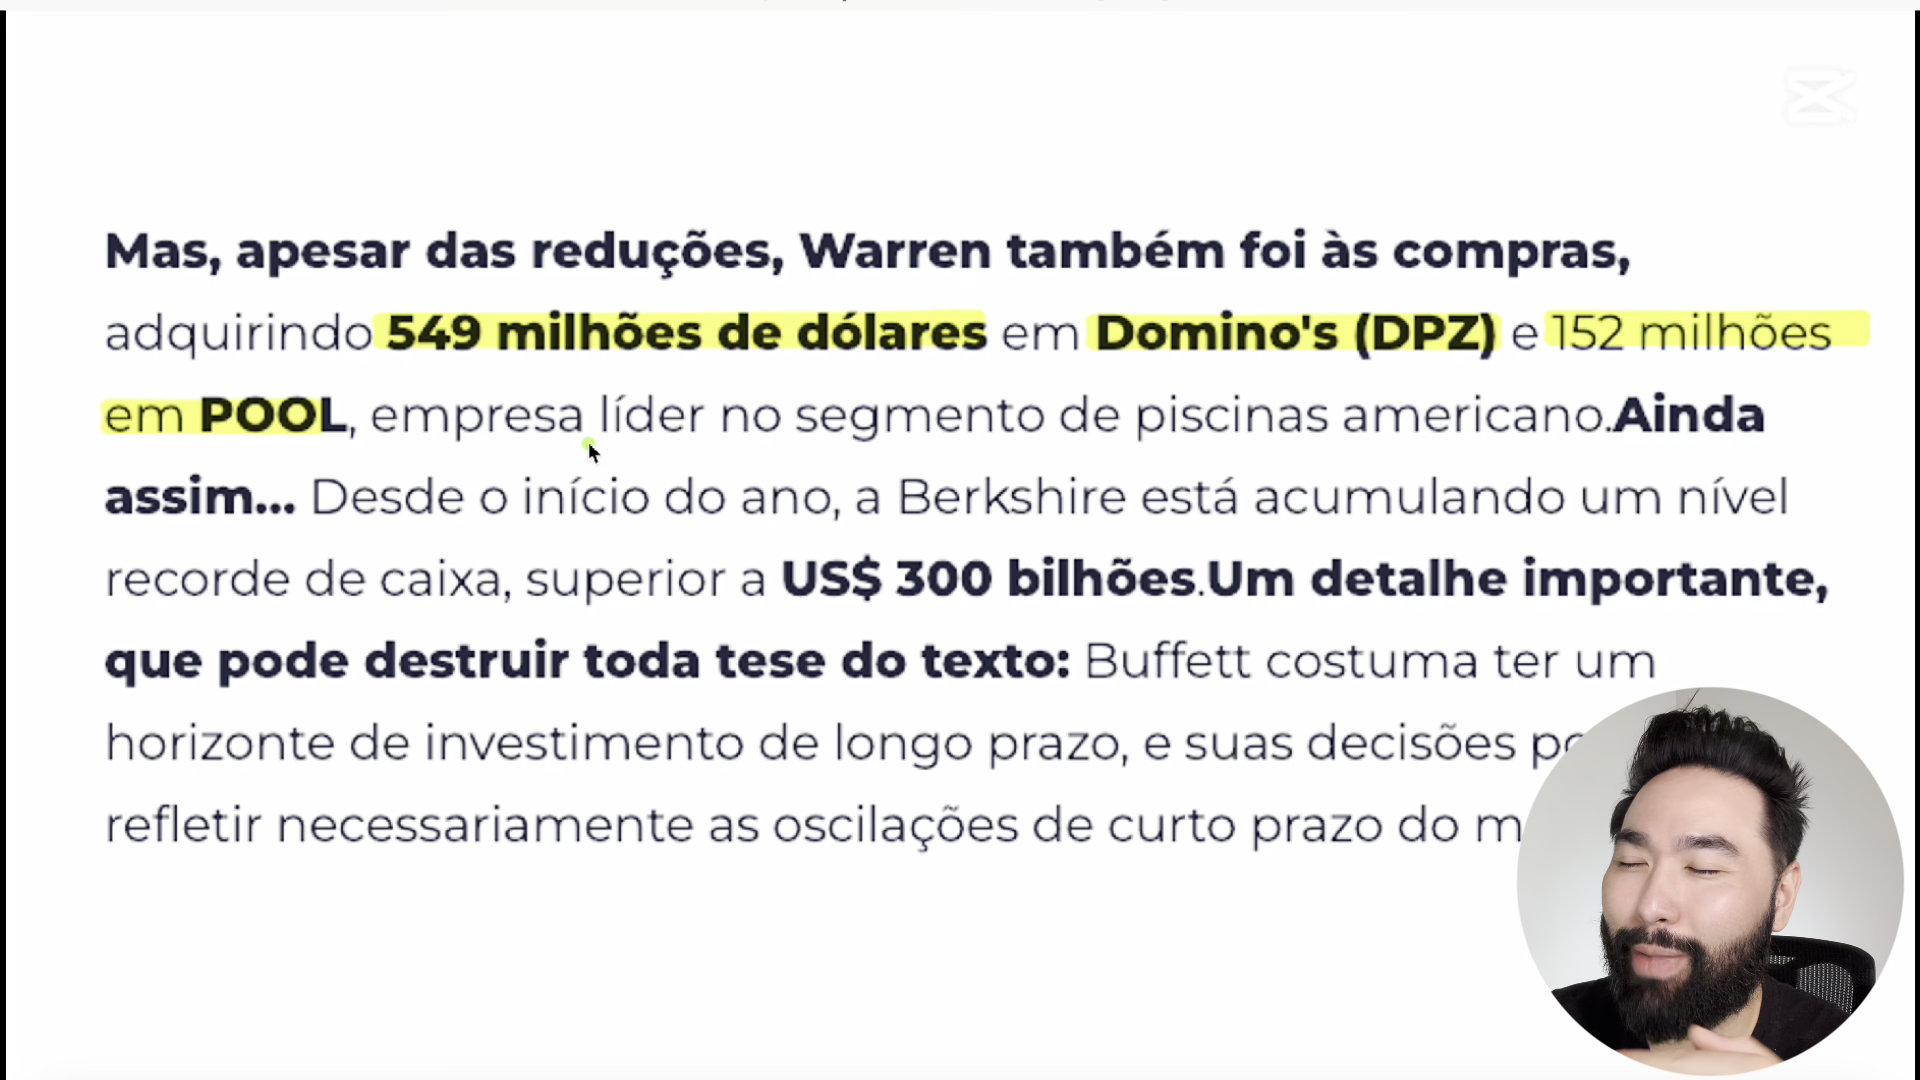 Mas, apesar das reduções, Warren também foi às compras,
adquirindo 549 milhões de dólares em Domino's (DPZ) e 152 milhões
em POOL, empresa líder no segmento de piscinas americano.Ainda
assim... Desde o início do ano, a Berkshire está acumulando um nível
recorde de caixa, superior a US$ 300 bilhões.Um detalhe importante,
que pode destruir toda tese do texto: Buffett costuma ter um
horizonte de investimento de longo prazo, e suas decisões
refletir necessariamente as oscilações de curto prazo do